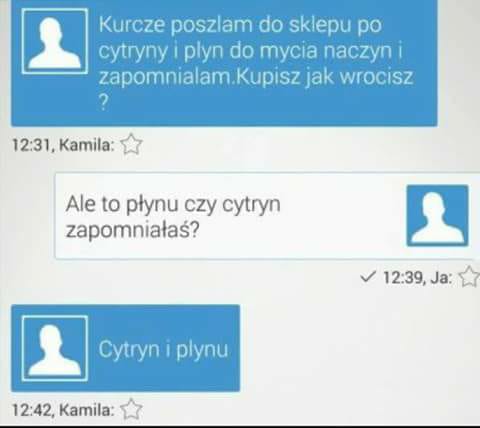 Kurcze poszlam do sklepu po
cytryny i plyn do mycia naczyn i
zapomnialam.Kupisz jak wrocisz
?
12:31, Kamila:
Ale to płynu czy cytryn
zapomniałaś?
✓ 12:39, Ja:
Cytryn i plynu
12:42, Kamila: